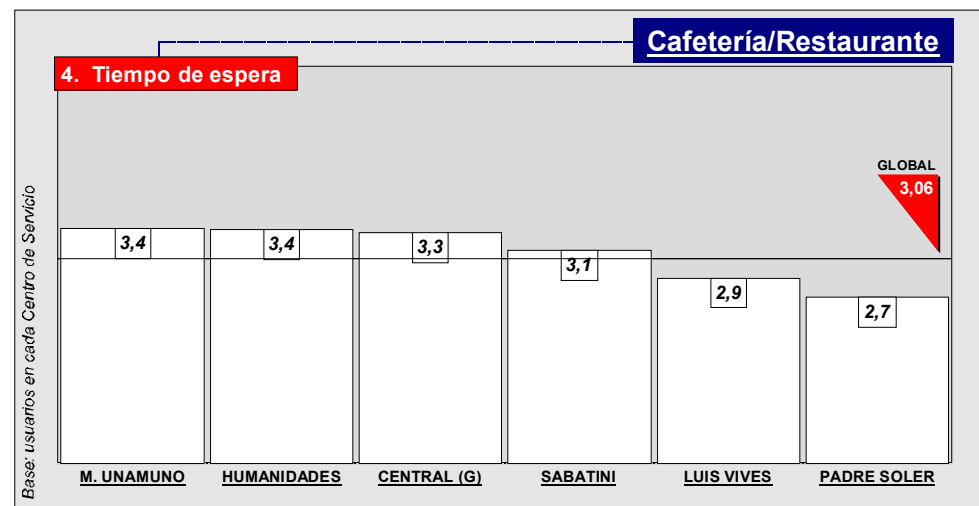 Cafetería/Restaurante
4. Tiempo de espera
GLOBAL
3,06
3,4
3,4
3,3
3,1
2,9
2,7
M. UNAMUNO
HUMANIDADES
CENTRAL (G)
SABATINI
LUIS VIVES
PADRE SOLER
Base: usuarios en cada Centro de Servicio